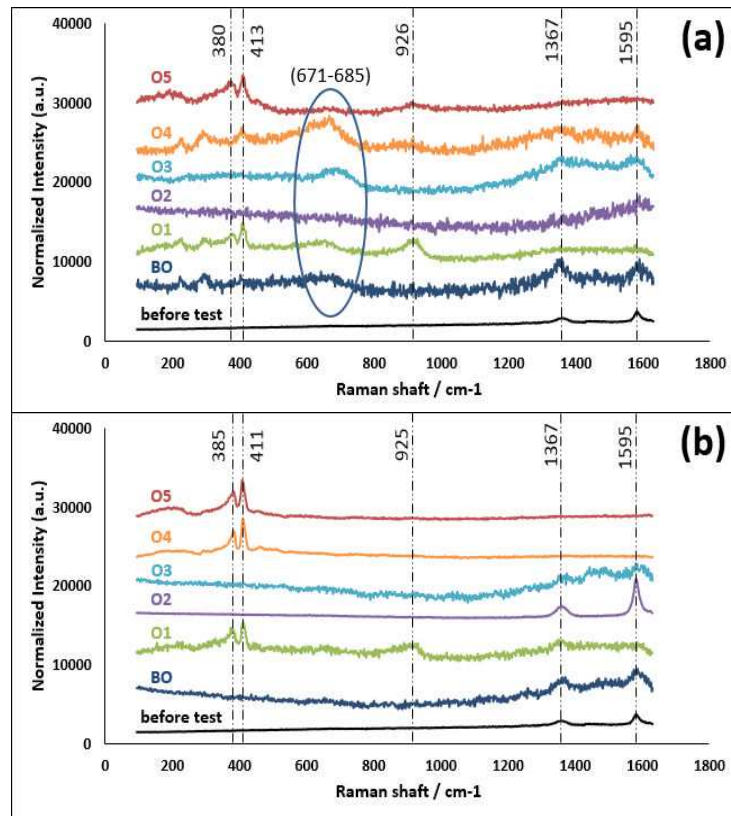 (a)
380
413
926
1367
1595
(671-685)
40000
30000
20000
10000
0
Normalized Intensity (a.u.)
O5
O4
O3
O2
O1
BO
before test
0 200 400 600 800 1000 1200 1400 1600 1800
Raman shaft / cm-1
(b)
385
411
925
1367
1595
40000
30000
20000
10000
0
Normalized Intensity (a.u.)
O5
O4
O3
O2
O1
BO
before test
0 200 400 600 800 1000 1200 1400 1600 1800
Raman shaft / cm-1